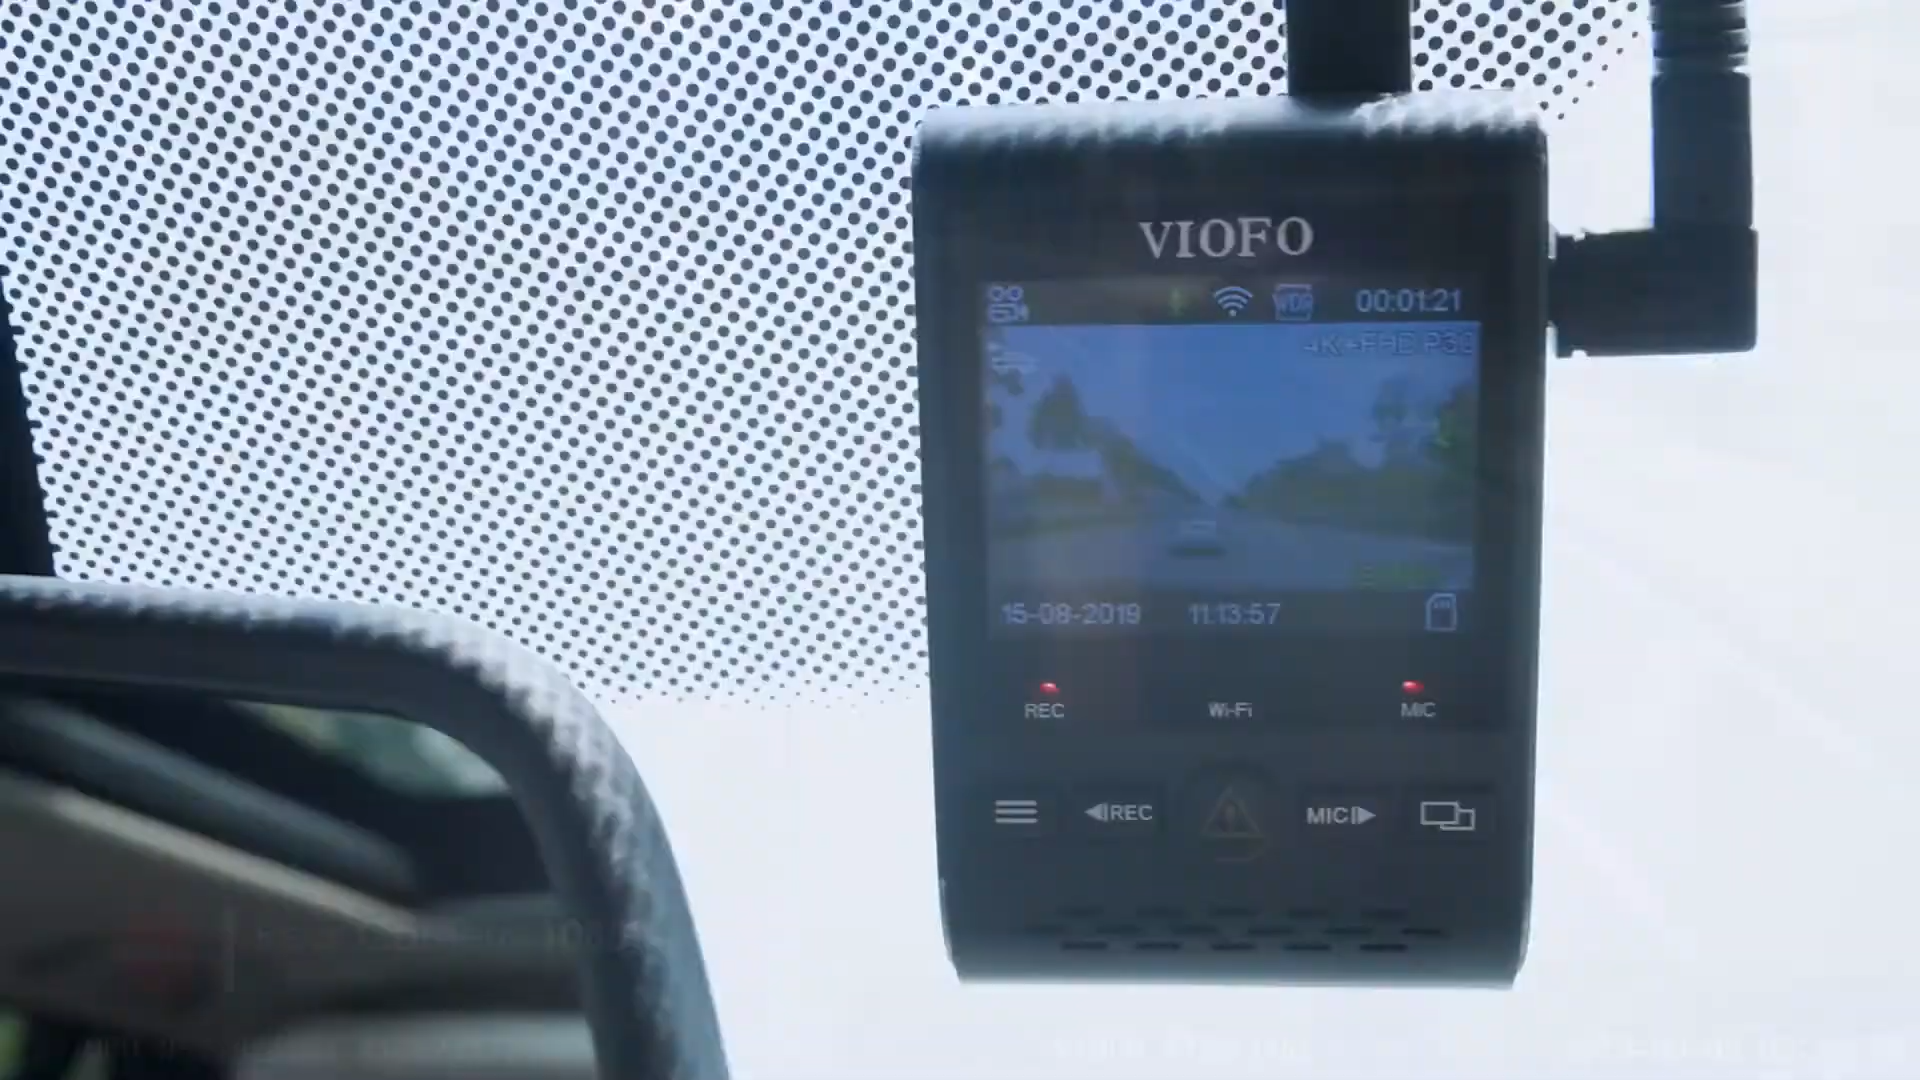 VIOFO
WDR 00:01:21
4K+FHD P30
15-08-2019 11:13:57
REC Wi-Fi MIC
REC MIC